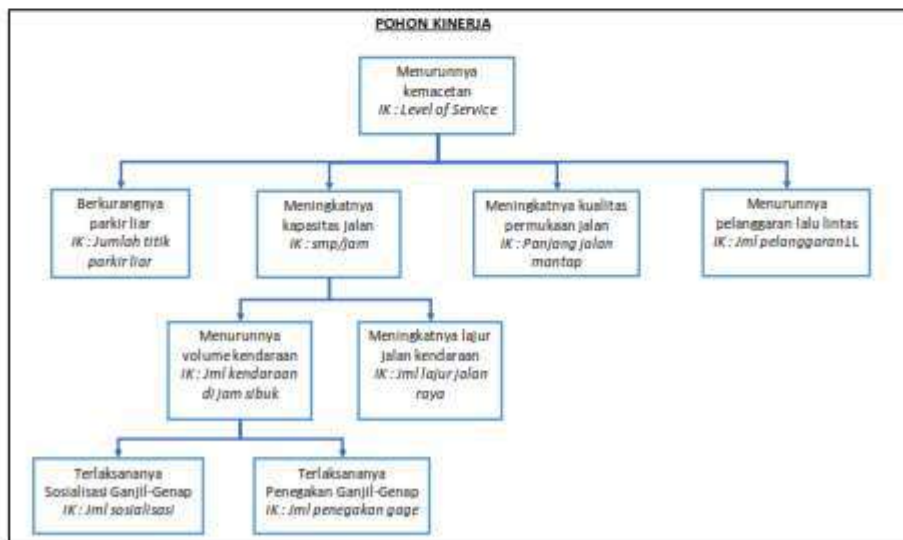 POHON KINERJA
Menurunnya
kemacetan
IK : Level of Service
Berkurangnya
parkir liar
IK : Jumlah titik
parkir liar
Meningkatnya
kapasitas jalan
IK : smp/jam
Meningkatnya kualitas
permukaan jalan
IK : Panjang jalan
mantap
Menurunnya
pelanggaran lalu lintas
IK : Jml pelanggaran LL
Menurunnya
volume kendaraan
IK : Jml kendaraan
di jam sibuk
Meningkatnya lajur
jalan kendaraan
IK : Jml lajur jalan
raya
Terlaksananya
Sosialisasi Ganjil-Genap
IK : Jml sosialisasi
Terlaksananya
Penegakan Ganjil-Genap
IK : Jml penegakan gage